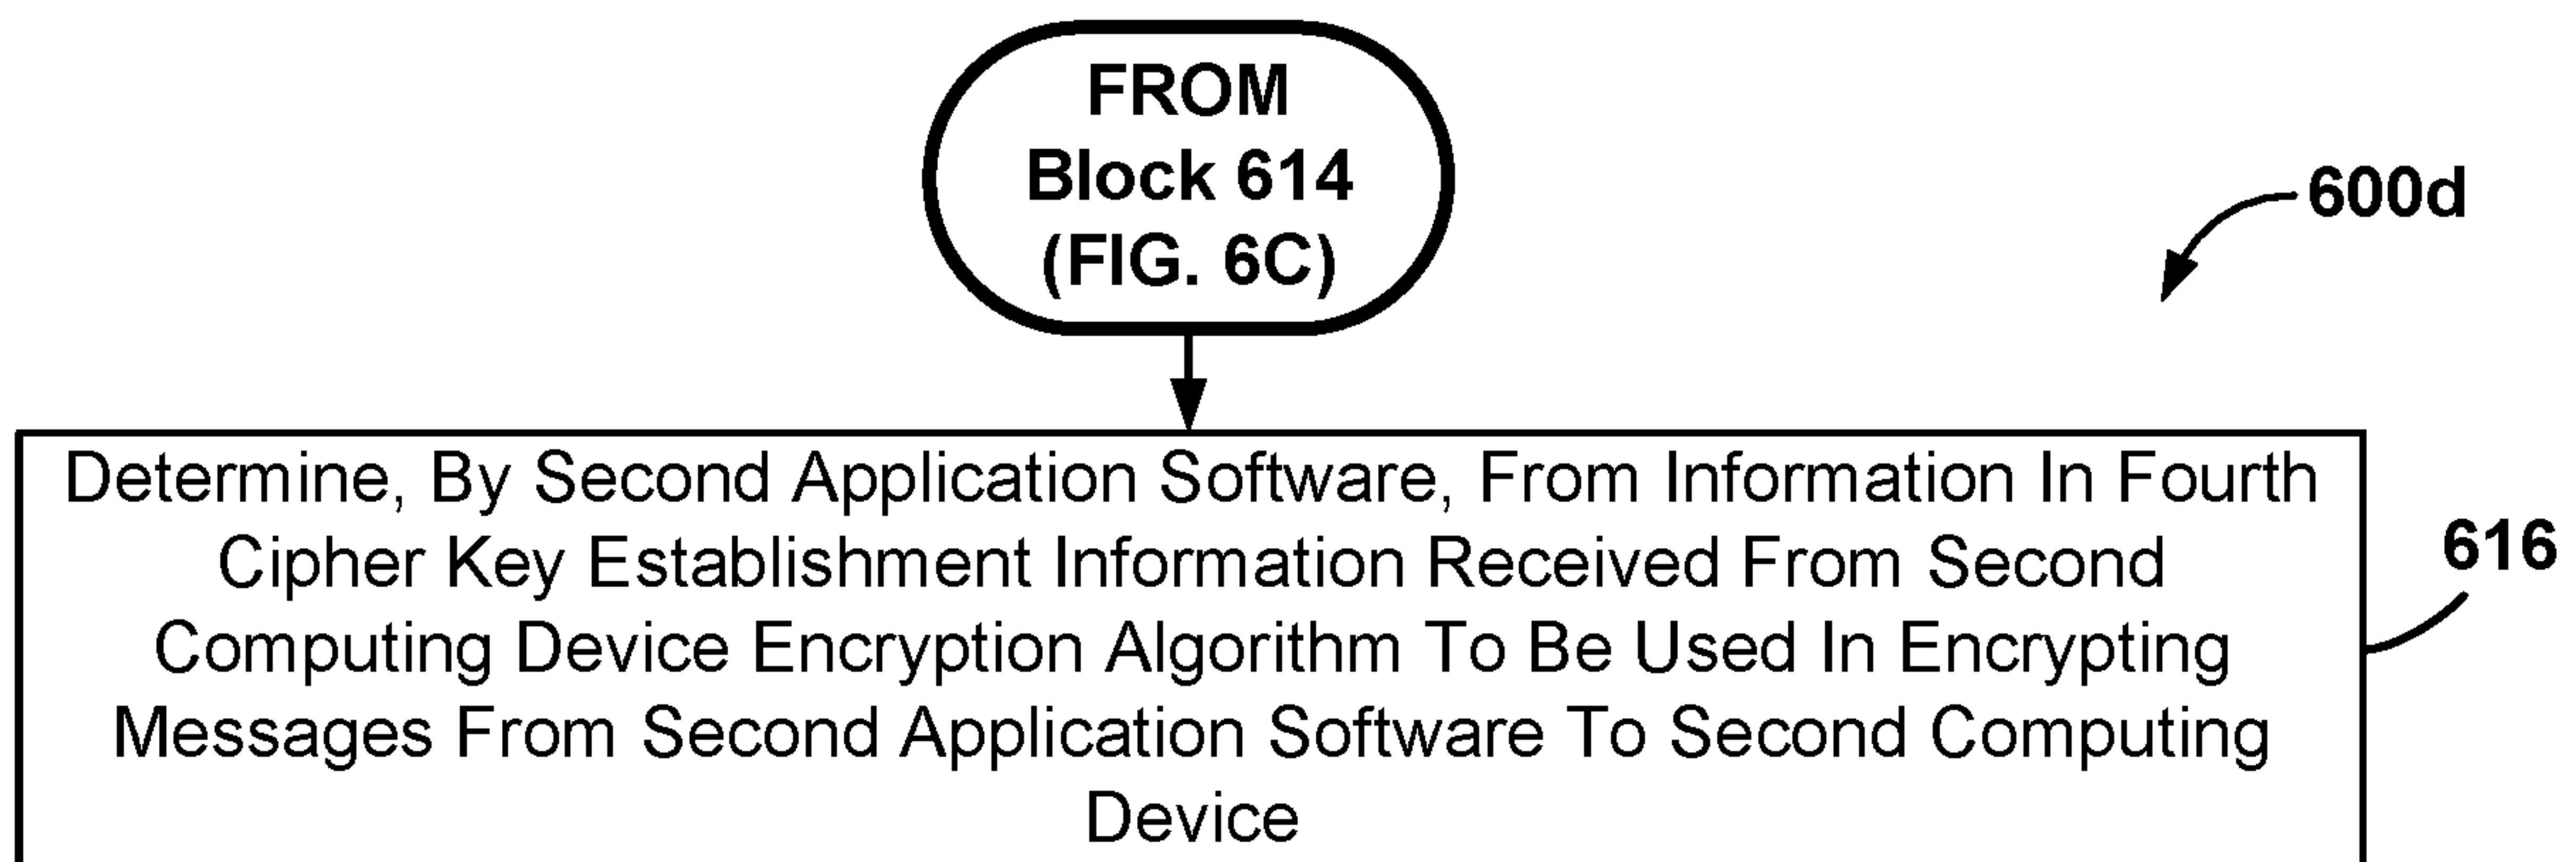 FROM
Block 614
(FIG. 6C)
600d
Determine, By Second Application Software, From Information In Fourth
Cipher Key Establishment Information Received From Second
Computing Device Encryption Algorithm To Be Used In Encrypting
Messages From Second Application Software To Second Computing
Device
616